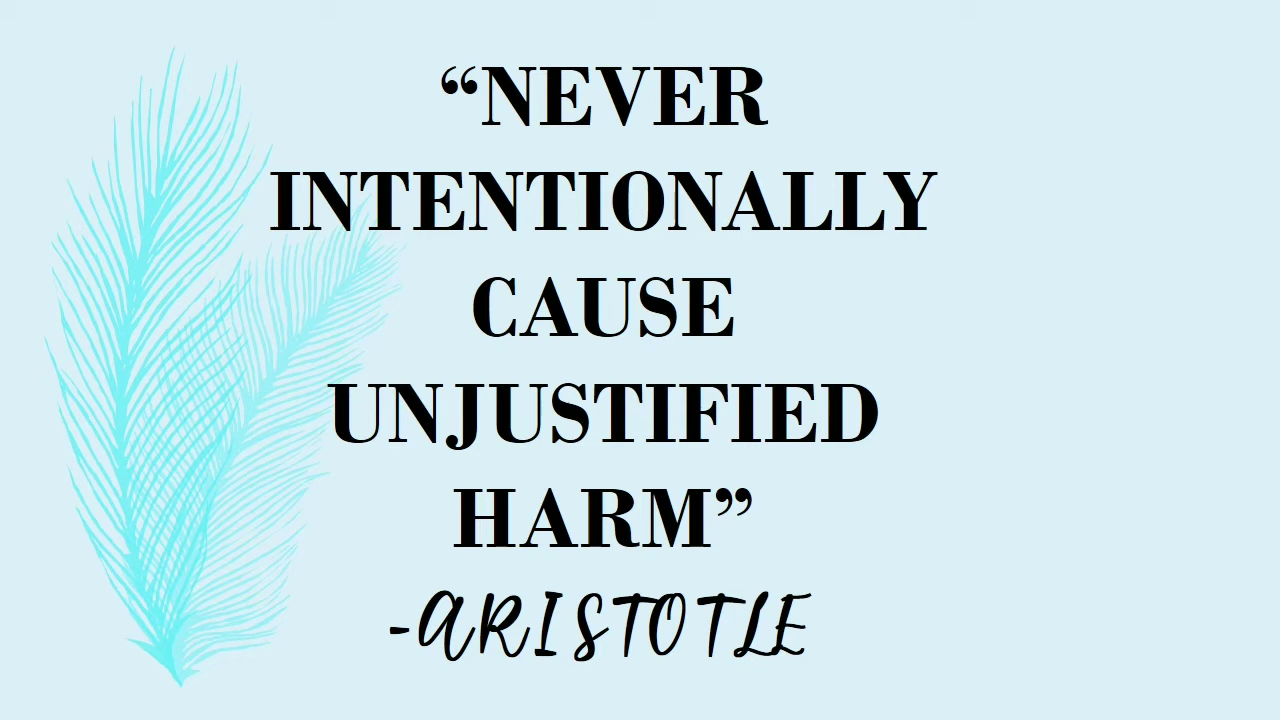 “NEVER
INTENTIONALLY
CAUSE
UNJUSTIFIED
HARM”
-ARISTOTLE